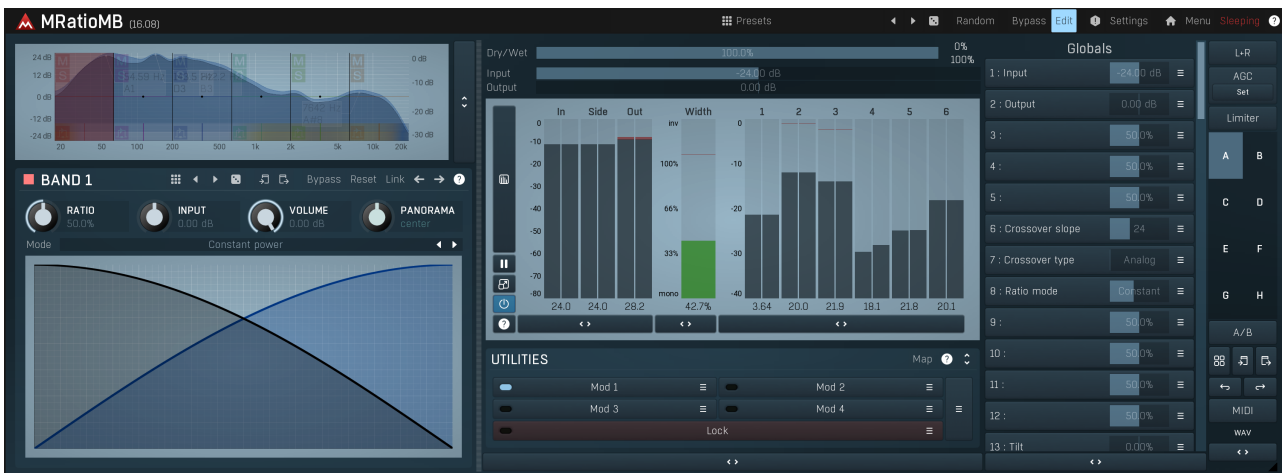 MRatioMB (16.08)
Presets
Random
Bypass
Edit
Settings
Menu
Sleeping
?
24 dB
12 dB
0 dB
-12 dB
-24 dB
0 dB
-10 dB
-20 dB
-30 dB
20 50 100 200 500 1k 2k 5k 10k 20k
BAND 1
Bypass Reset Link
?
RATIO
50.0%
INPUT
0.00 dB
VOLUME
0.00 dB
PANORAMA
center
Mode
Constant power
Dry/Wet
100.0%
0%
100%
Input
-24.00 dB
Output
0.00 dB
In Side Out Width 1 2 3 4 5 6
0
-10
-20
-30
-40
-50
-60
-70
-80
inv
100%
66%
33%
mono
0
-10
-20
-30
-40
24.0 24.0 28.2 42.7% 3.64 20.0 21.9 18.1 21.8 20.1
?
UTILITIES
Map
?
Mod 1
Mod 2
Mod 3
Mod 4
Lock
Globals
1 : Input -24.00 dB
2 : Output 0.00 dB
3 : 50.0%
4 : 50.0%
5 : 50.0%
6 : Crossover slope 24
7 : Crossover type Analog
8 : Ratio mode Constant
9 : 50.0%
10 : 50.0%
11 : 50.0%
12 : 50.0%
13 : Tilt 0.00%
L+R
AGC
Set
Limiter
A B
C D
E F
G H
A/B
MIDI
WAV